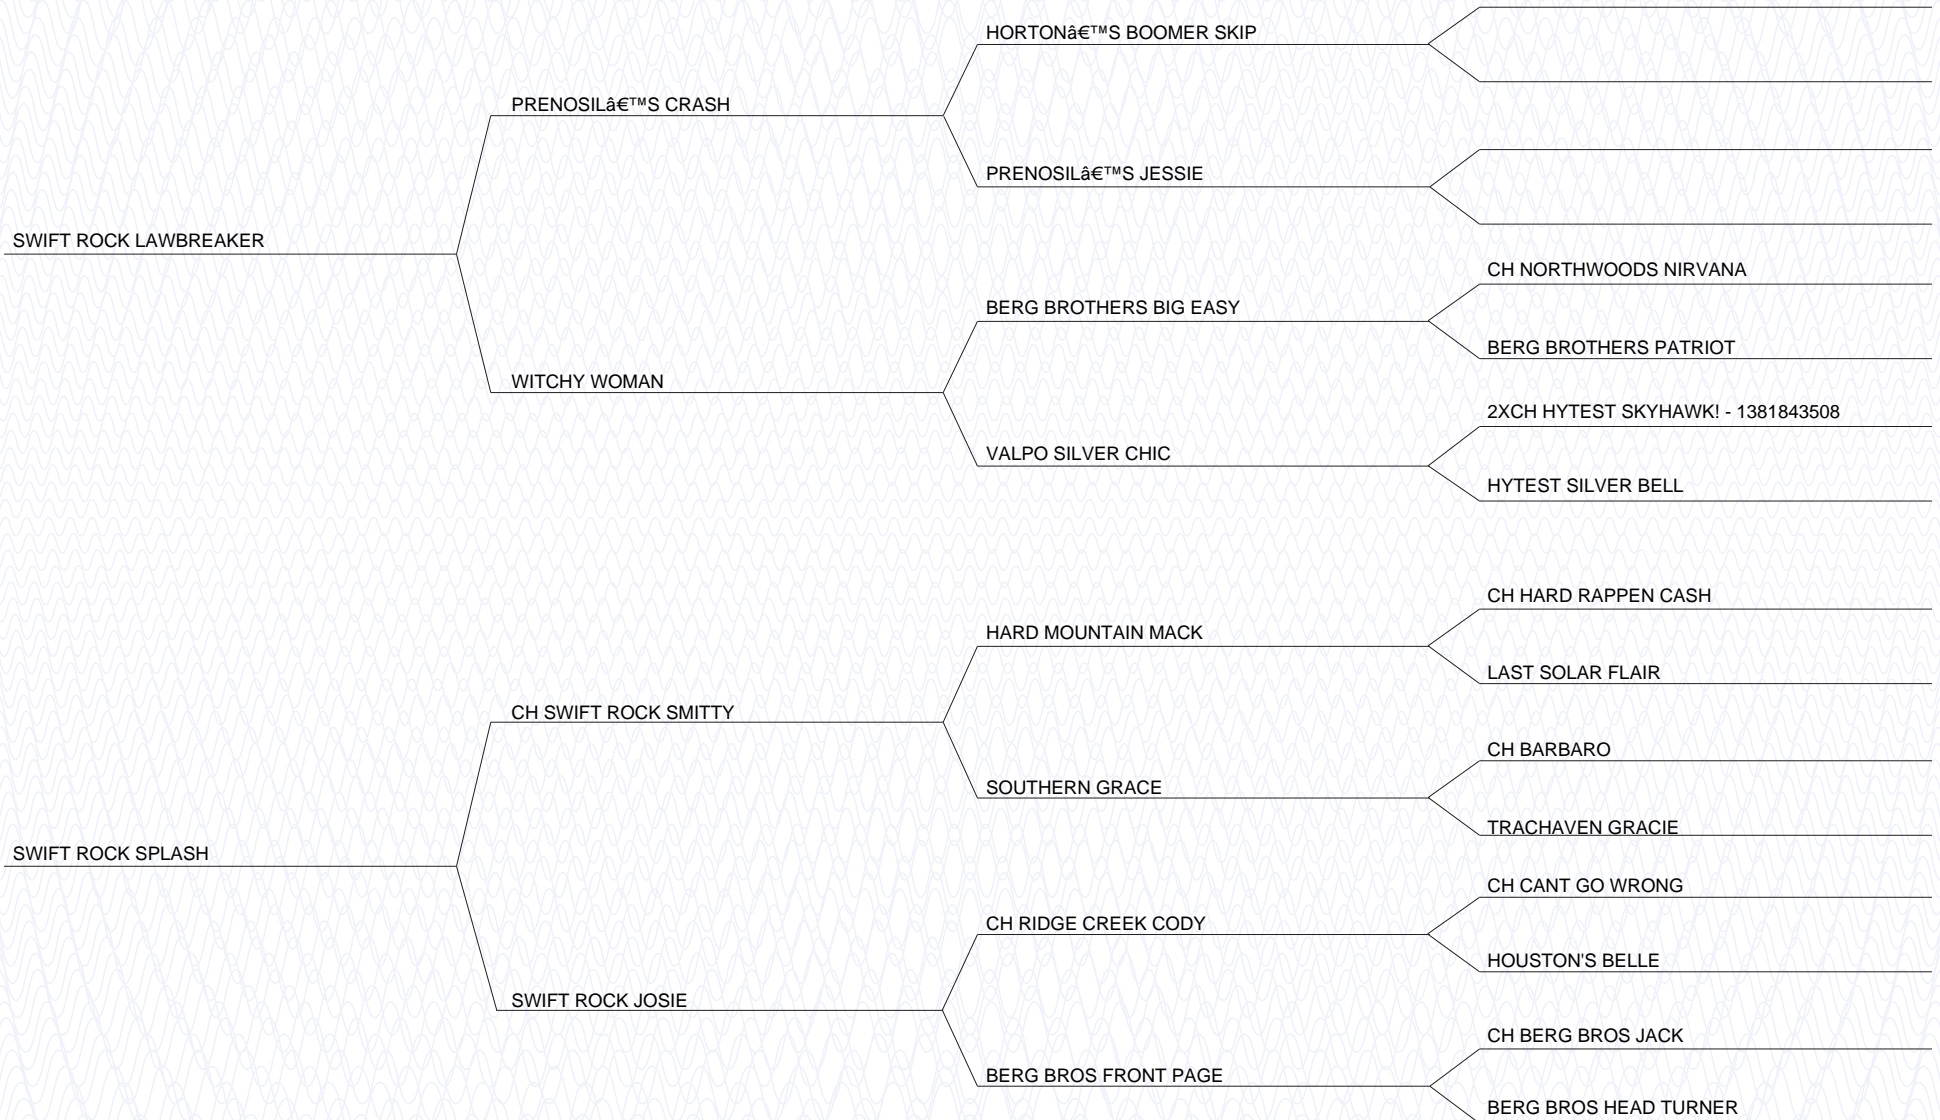 HORTONâ€™S BOOMER SKIP
PRENOSILâ€™S CRASH
PRENOSILâ€™S JESSIE
SWIFT ROCK LAWBREAKER
CH NORTHWOODS NIRVANA
BERG BROTHERS BIG EASY
BERG BROTHERS PATRIOT
WITCHY WOMAN
2XCH HYTEST SKYHAWK! - 1381843508
VALPO SILVER CHIC
HYTEST SILVER BELL
CH HARD RAPPEN CASH
HARD MOUNTAIN MACK
LAST SOLAR FLAIR
CH SWIFT ROCK SMITTY
CH BARBARO
SOUTHERN GRACE
TRACHAVEN GRACIE
SWIFT ROCK SPLASH
CH CANT GO WRONG
CH RIDGE CREEK CODY
HOUSTON'S BELLE
SWIFT ROCK JOSIE
CH BERG BROS JACK
BERG BROS FRONT PAGE
BERG BROS HEAD TURNER